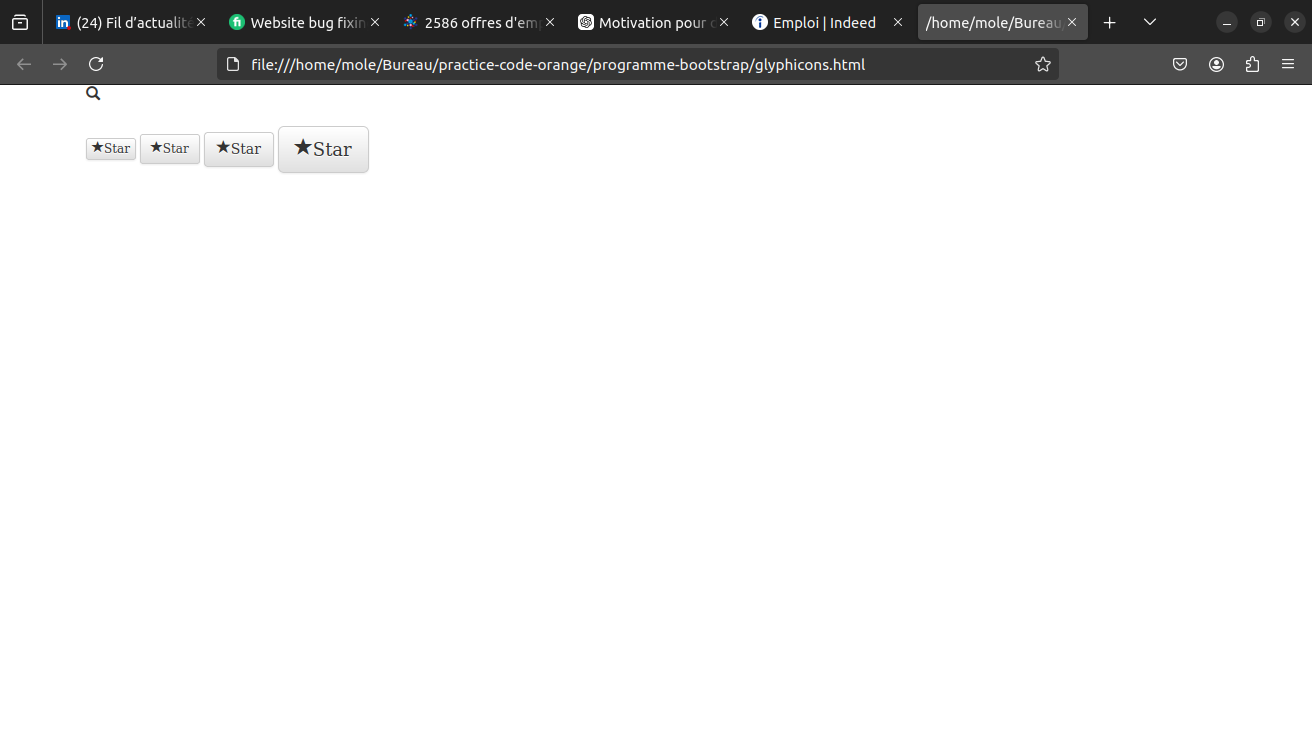 (24) Fil d’actualité
Website bug fixin
2586 offres d'emp
Motivation pour d
Emploi | Indeed
/home/mole/Bureau/
file:///home/mole/Bureau/practice-code-orange/programme-bootstrap/glyphicons.html
Star Star Star Star